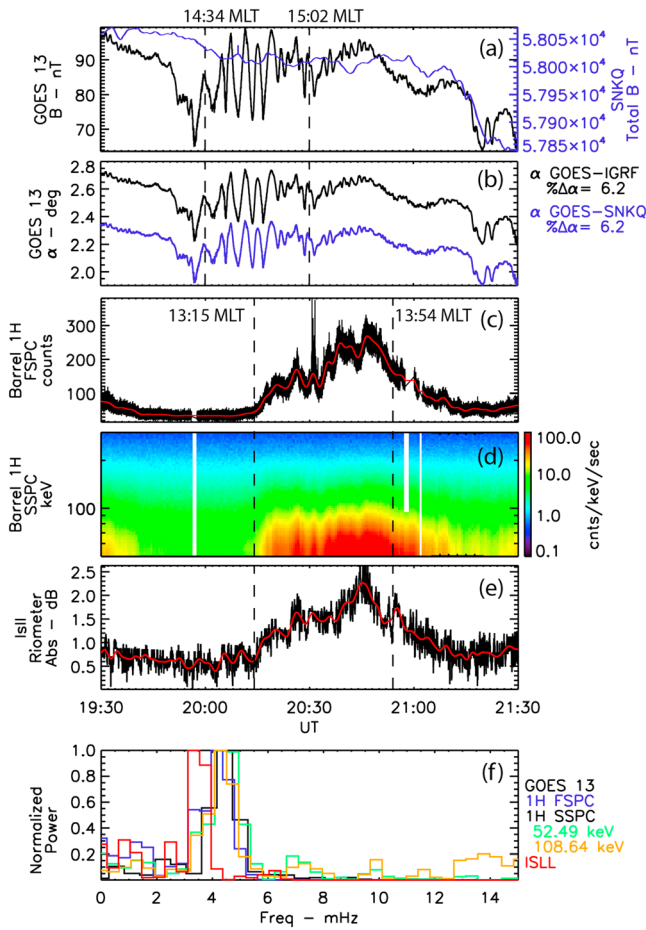 14:34 MLT 15:02 MLT
(a)
GOES 13
B – nT
90
80
70
60
5.805×10⁴
5.800×10⁴
5.795×10⁴
5.790×10⁴
5.785×10⁴
SNKQ
Total B – nT
(b)
GOES 13
α – deg
2.8
2.6
2.4
2.2
2.0
α GOES–IGRF
%Δα= 6.2
α GOES–SNKQ
%Δα= 6.2
13:15 MLT 13:54 MLT (c)
Barrel 1H
FSPC
counts
300
200
100
(d)
Barrel 1H
SSPC
keV
100
100.0
10.0
1.0
0.1
cnts/keV/sec
(e)
IsII
Riometer
Abs – dB
2.5
2.0
1.5
1.0
0.5
19:30 20:00 20:30 21:00 21:30
UT
(f)
Normalized
Power
1.0
0.8
0.6
0.4
0.2
0 2 4 6 8 10 12 14
Freq – mHz
GOES 13
1H FSPC
1H SSPC
52.49 keV
108.64 keV
ISLL